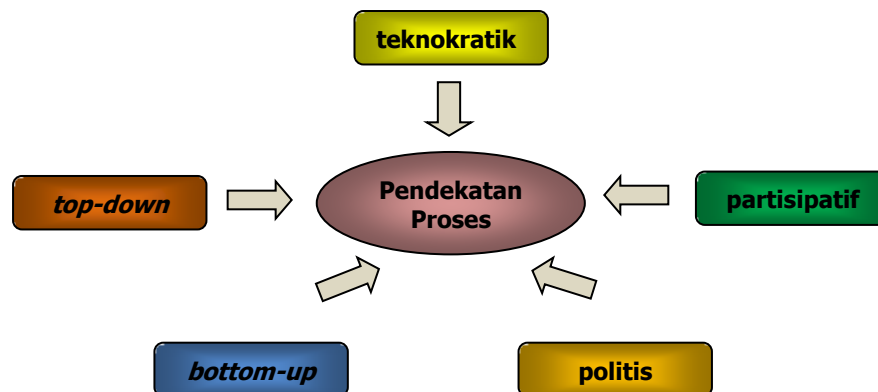 teknokratik
top-down
Pendekatan
Proses
partisipatif
bottom-up
politis